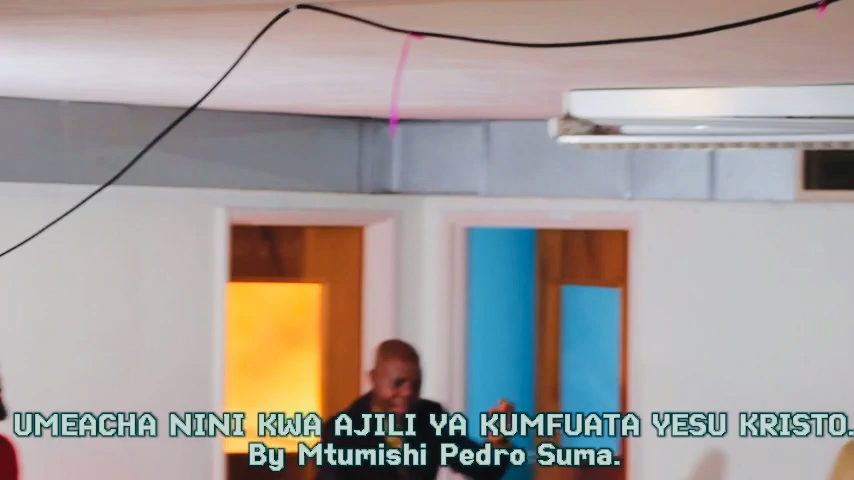 UMEACHA NINI KWA AJILI YA KUMFUATA YESU KRISTO.
By Mtumishi Pedro Suma.